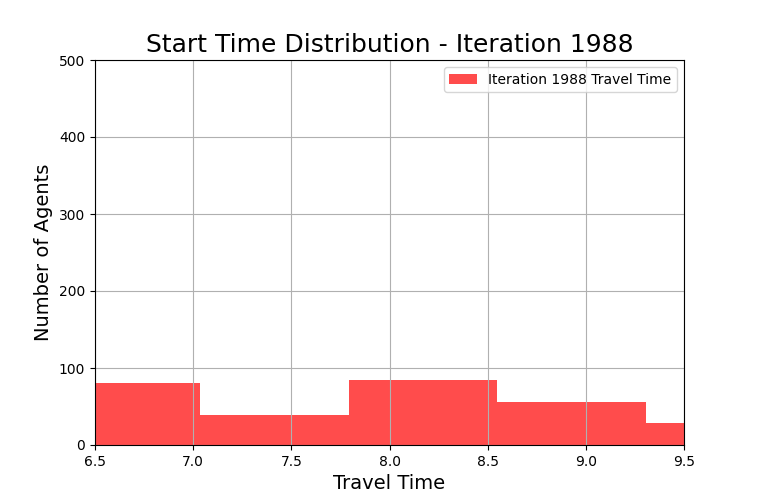 Start Time Distribution - Iteration 1988
Iteration 1988 Travel Time
Number of Agents
500
400
300
200
100
0
6.5 7.0 7.5 8.0 8.5 9.0 9.5
Travel Time